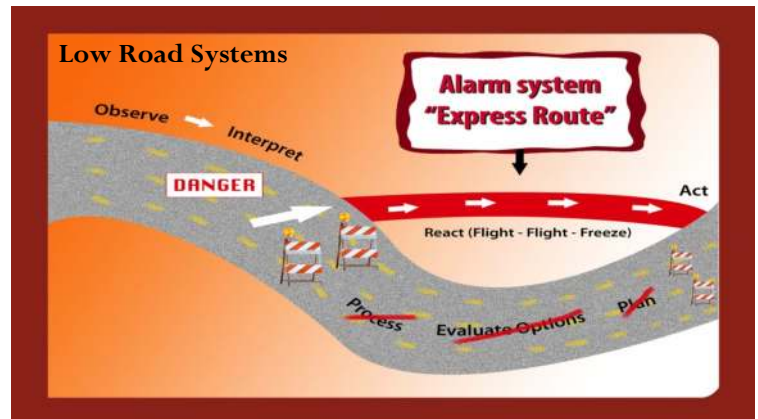 Low Road Systems
Alarm system
"Express Route"
Observe
Interpret
DANGER
Act
React (Flight - Flight - Freeze)
Process
Evaluate Options
Plan